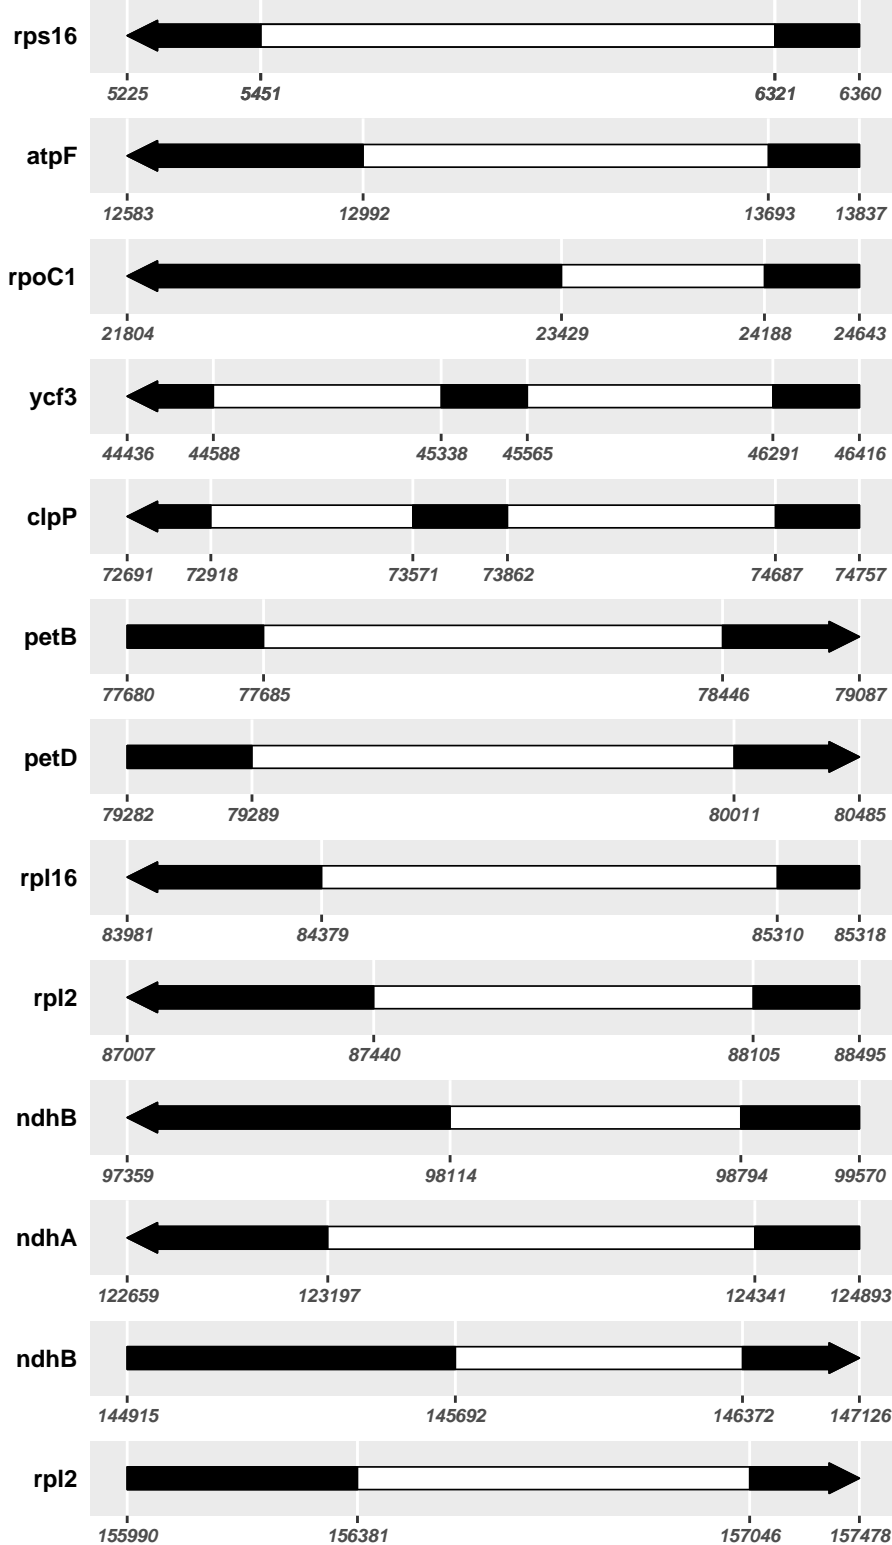 rps16
5225 5451 6321 6360
atpF
12583 12992 13693 13837
rpoC1
21804 23429 24188 24643
ycf3
44436 44588 45338 45565 46291 46416
clpP
72691 72918 73571 73862 74687 74757
petB
77680 77685 78446 79087
petD
79282 79289 80011 80485
rpl16
83981 84379 85310 85318
rpl2
87007 87440 88105 88495
ndhB
97359 98114 98794 99570
ndhA
122659 123197 124341 124893
ndhB
144915 145692 146372 147126
rpl2
155990 156381 157046 157478